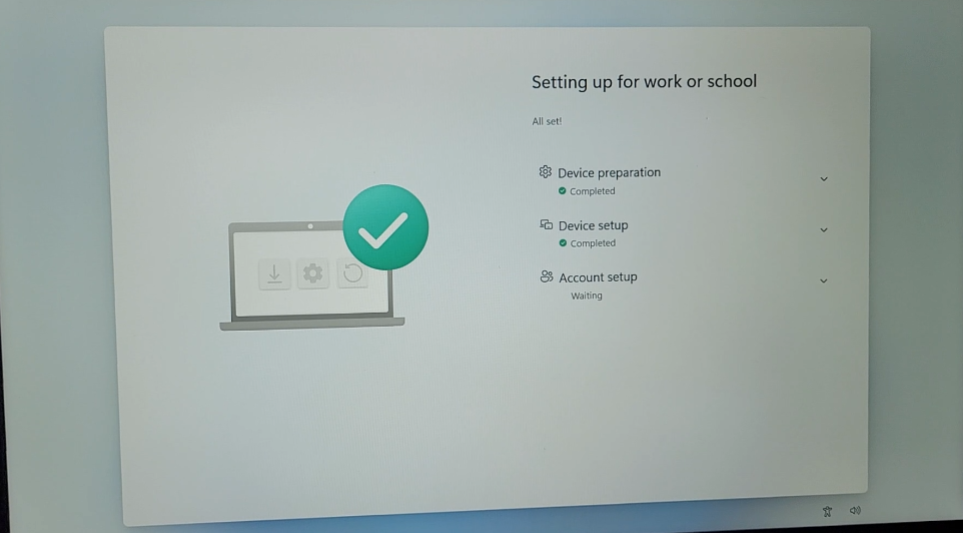 Setting up for work or school
All set!
Device preparation
Completed
Device setup
Completed
Account setup
Waiting